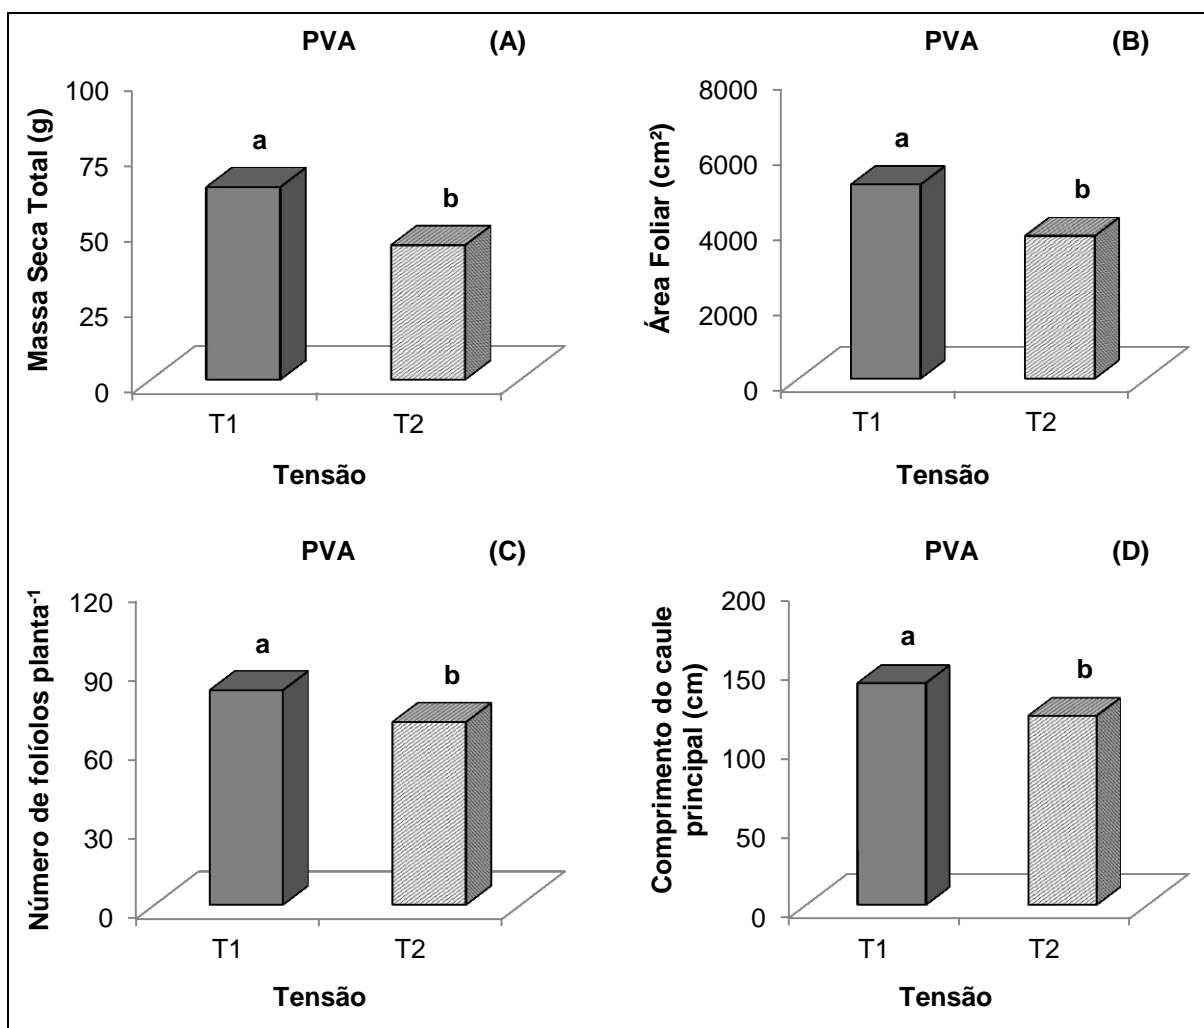 PVA (A)
Massa Seca Total (g)
100
75
50
25
0
a
b
T1 T2
Tensão
PVA (B)
Área Foliar (cm²)
8000
6000
4000
2000
0
a
b
T1 T2
Tensão
PVA (C)
Número de folíolos planta⁻¹
120
90
60
30
0
a
b
T1 T2
Tensão
PVA (D)
Comprimento do caule
principal (cm)
200
150
100
50
0
a
b
T1 T2
Tensão